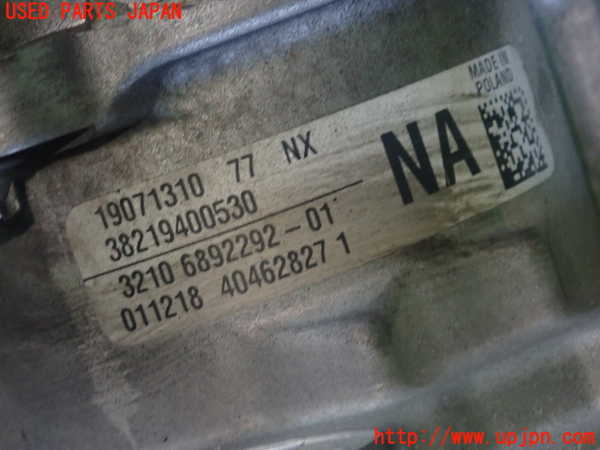 USED PARTS JAPAN
MADE IN
POLAND
19071310 77 NX
38219400530
NA
3210 6892292-01
011218 40462827 1
http://www.upjpn.com/